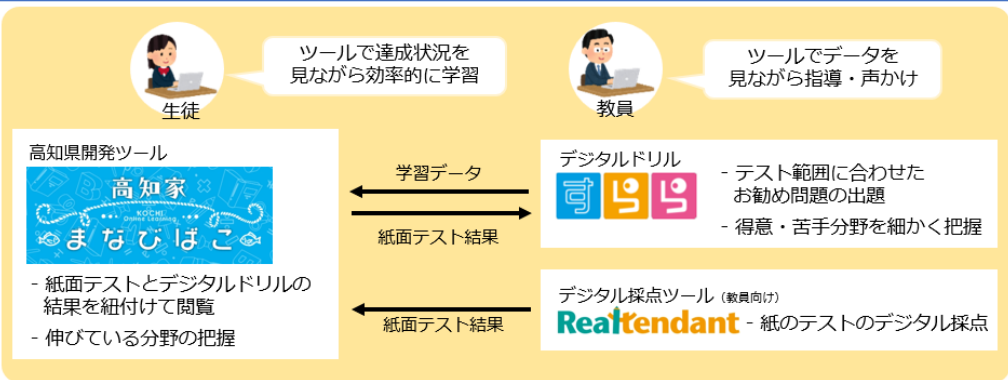 ツールで達成状況を
見ながら効率的に学習
生徒
ツールでデータを
見ながら指導・声かけ
教員
高知県開発ツール
高知家
KOCHI
Online Learning
まなびばこ
- 紙面テストとデジタルドリルの
結果を紐付けて閲覧
- 伸びている分野の把握
学習データ
紙面テスト結果
紙面テスト結果
デジタルドリル
すらら
- テスト範囲に合わせた
お勧め問題の出題
- 得意・苦手分野を細かく把握
デジタル採点ツール（教員向け）
Realtendant - 紙のテストのデジタル採点